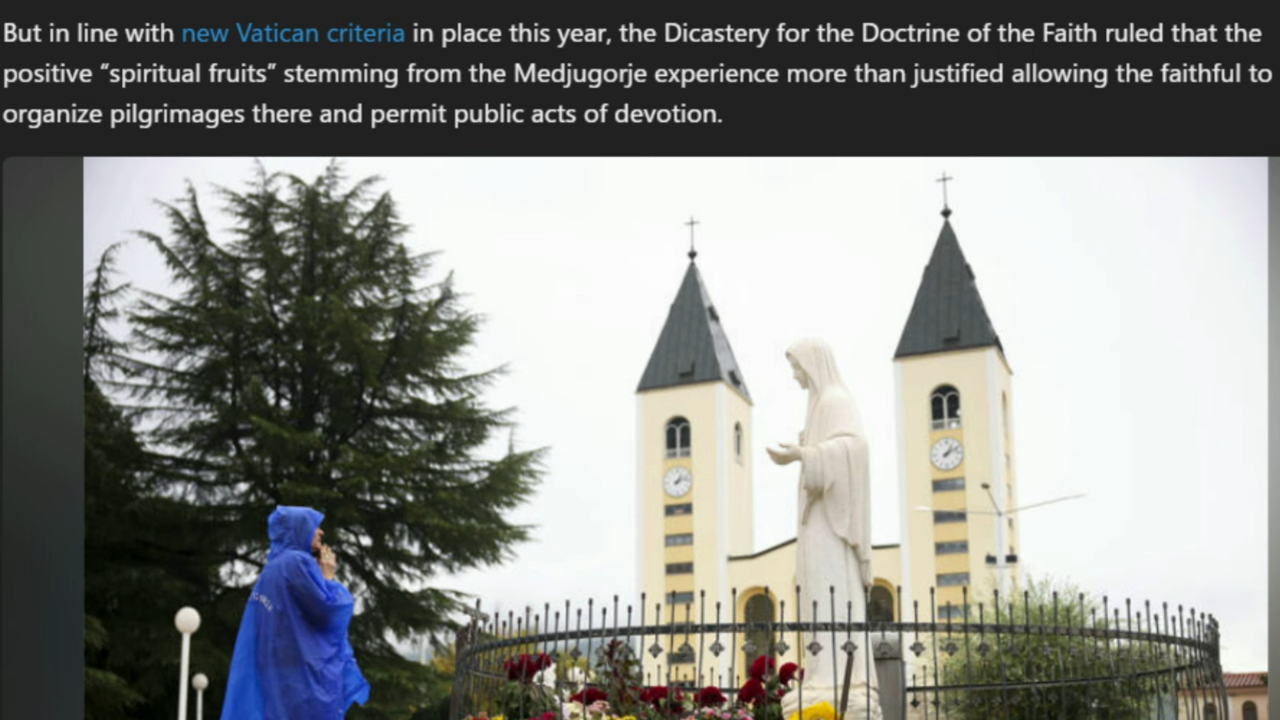 But in line with new Vatican criteria in place this year, the Dicastery for the Doctrine of the Faith ruled that the
positive “spiritual fruits” stemming from the Medjugorje experience more than justified allowing the faithful to
organize pilgrimages there and permit public acts of devotion.